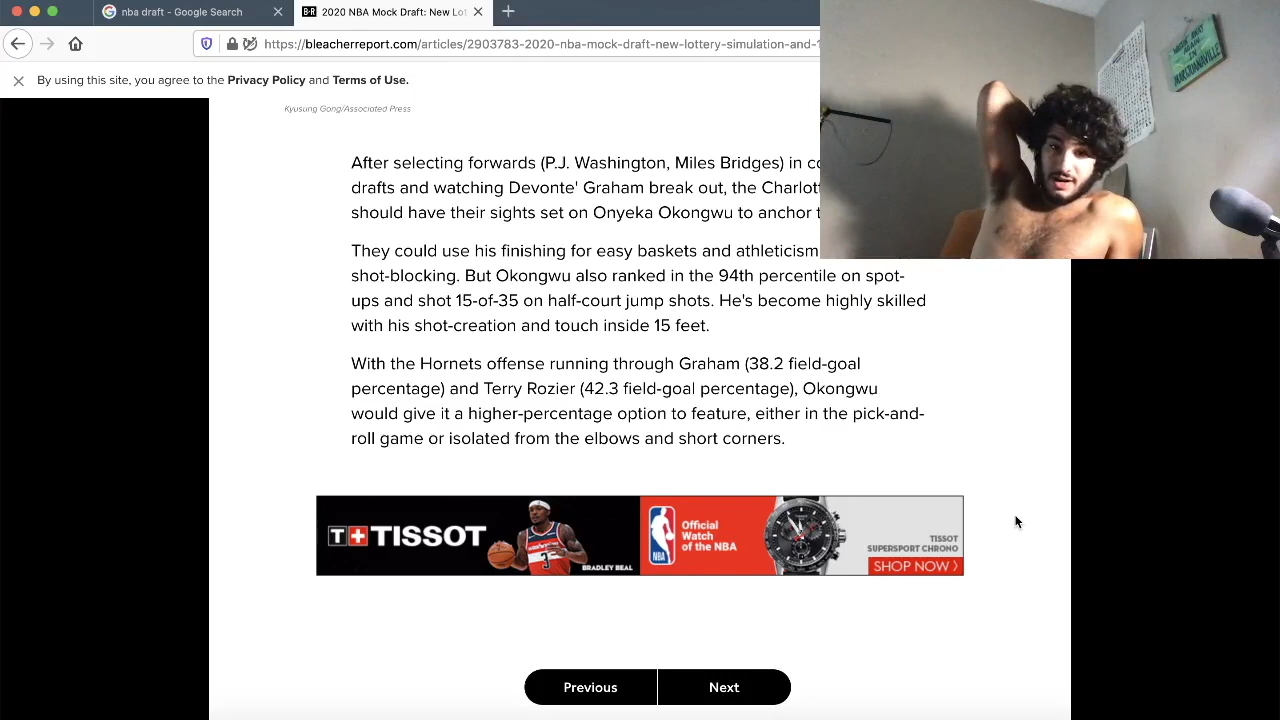 nba draft - Google Search
B·R
2020 NBA Mock Draft: New Lot
https://bleacherreport.com/articles/2903783-2020-nba-mock-draft-new-lottery-simulation-and-1
By using this site, you agree to the Privacy Policy and Terms of Use.
WASTIN' AWAY
AGAIN
IN
MARGARITAVILLE
Kyusung Gong/Associated Press
After selecting forwards (P.J. Washington, Miles Bridges) in co
drafts and watching Devonte' Graham break out, the Charlott
should have their sights set on Onyeka Okongwu to anchor t
They could use his finishing for easy baskets and athleticism
shot-blocking. But Okongwu also ranked in the 94th percentile on spot-
ups and shot 15-of-35 on half-court jump shots. He's become highly skilled
with his shot-creation and touch inside 15 feet.
With the Hornets offense running through Graham (38.2 field-goal
percentage) and Terry Rozier (42.3 field-goal percentage), Okongwu
would give it a higher-percentage option to feature, either in the pick-and-
roll game or isolated from the elbows and short corners.
T+ TISSOT
BRADLEY BEAL
NBA
Official
Watch
of the NBA
TISSOT
SUPERSPORT CHRONO
SHOP NOW
Previous
Next